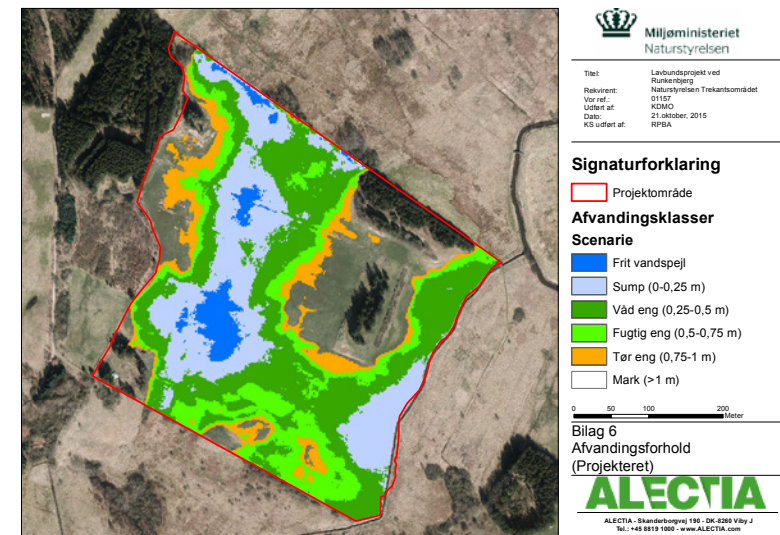 Miljøministeriet
Naturstyrelsen
Titel: Lavbundsprojekt ved
Runkenbjerg
Rekvirent: Naturstyrelsen Trekantsområdet
Vor ref.: 01157
Udført af: KDMO
Dato: 21.oktober, 2015
KS udført af: RPBA
Signaturforklaring
Projektområde
Afvandingsklasser
Scenarie
Frit vandspejl
Sump (0-0,25 m)
Våd eng (0,25-0,5 m)
Fugtig eng (0,5-0,75 m)
Tør eng (0,75-1 m)
Mark (>1 m)
0 50 100 200
Meter
Bilag 6
Afvandingsforhold
(Projekteret)
ALECTIA
ALECTIA - Skanderborgvej 190 - DK-8260 Viby J
Tel.: +45 8819 1000 - www.ALECTIA.com